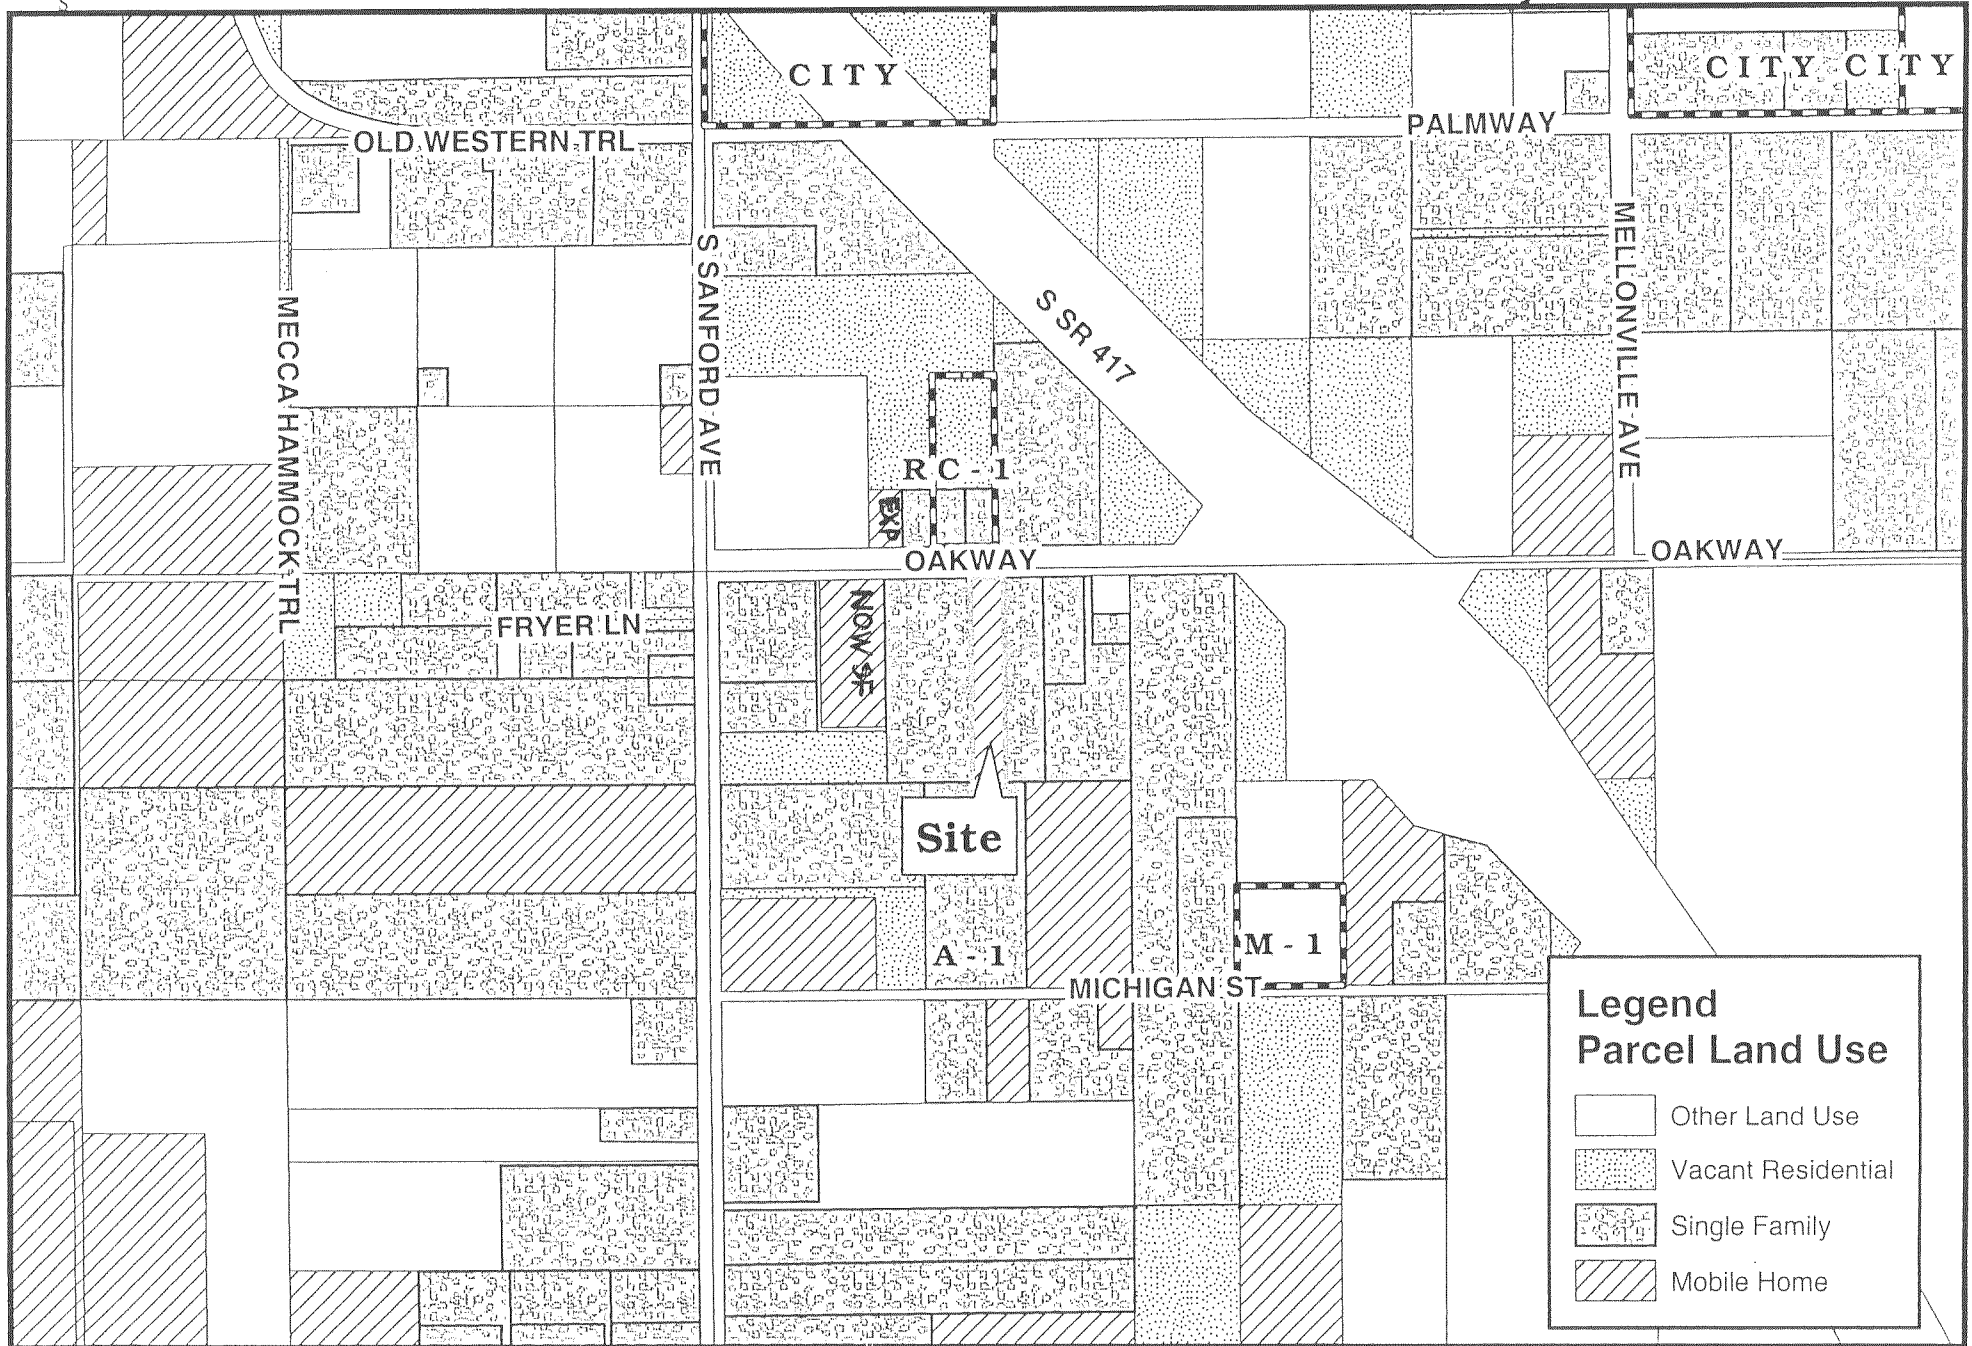 S
CITY
CITY CITY
PALMWAY
OLD WESTERN TRL
S SANFORD AVE
MELLONVILLE AVE
MECCA HAMMOCK TRL
S SR 417
RC-1
EXP
OAKWAY
OAKWAY
NOW SF
FRYER LN
Site
A-1
M-1
MICHIGAN ST
Legend
Parcel Land Use
Other Land Use
Vacant Residential
Single Family
Mobile Home